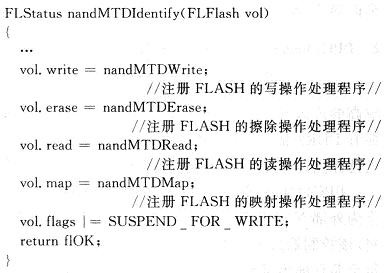 FLStatus nandMTDIdentify(FLFlash vol)
{
…
vol. write = nandMTDWrite;
//注册 FLASH 的写操作处理程序//
vol. erase = nandMTDErase;
//注册 FLASH 的擦除操作处理程序//
vol. read = nandMTDRead;
//注册 FLASH 的读操作处理程序//
vol. map = nandMTDMap;
//注册 FLASH 的映射操作处理程序//
vol. flags |= SUSPEND _ FOR _ WRITE;
return flOK;
}